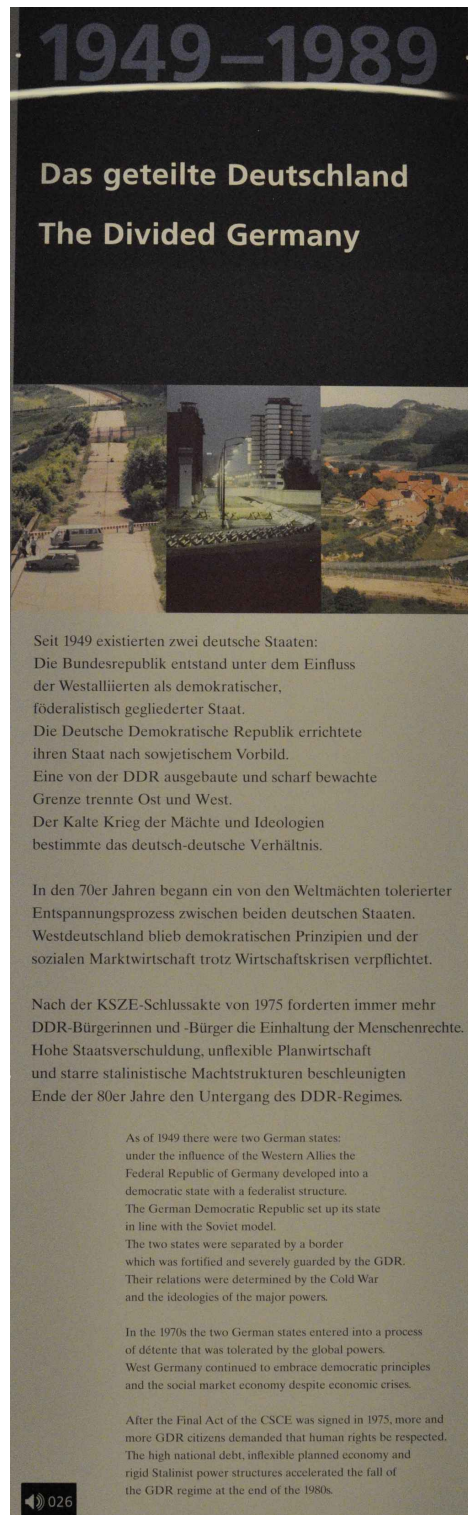 1949–1989
Das geteilte Deutschland
The Divided Germany
Seit 1949 existierten zwei deutsche Staaten:
Die Bundesrepublik entstand unter dem Einfluss
der Westalliierten als demokratischer,
föderalistisch gegliederter Staat.
Die Deutsche Demokratische Republik errichtete
ihren Staat nach sowjetischem Vorbild.
Eine von der DDR ausgebaute und scharf bewachte
Grenze trennte Ost und West.
Der Kalte Krieg der Mächte und Ideologien
bestimmte das deutsch-deutsche Verhältnis.
In den 70er Jahren begann ein von den Weltmächten tolerierter
Entspannungsprozess zwischen beiden deutschen Staaten.
Westdeutschland blieb demokratischen Prinzipien und der
sozialen Marktwirtschaft trotz Wirtschaftskrisen verpflichtet.
Nach der KSZE-Schlussakte von 1975 forderten immer mehr
DDR-Bürgerinnen und -Bürger die Einhaltung der Menschenrechte.
Hohe Staatsverschuldung, unflexible Planwirtschaft
und starre stalinistische Machtstrukturen beschleunigten
Ende der 80er Jahre den Untergang des DDR-Regimes.
As of 1949 there were two German states:
under the influence of the Western Allies the
Federal Republic of Germany developed into a
democratic state with a federalist structure.
The German Democratic Republic set up its state
in line with the Soviet model.
The two states were separated by a border
which was fortified and severely guarded by the GDR.
Their relations were determined by the Cold War
and the ideologies of the major powers.
In the 1970s the two German states entered into a process
of détente that was tolerated by the global powers.
West Germany continued to embrace democratic principles
and the social market economy despite economic crises.
After the Final Act of the CSCE was signed in 1975, more and
more GDR citizens demanded that human rights be respected.
The high national debt, inflexible planned economy and
rigid Stalinist power structures accelerated the fall of
the GDR regime at the end of the 1980s.
026